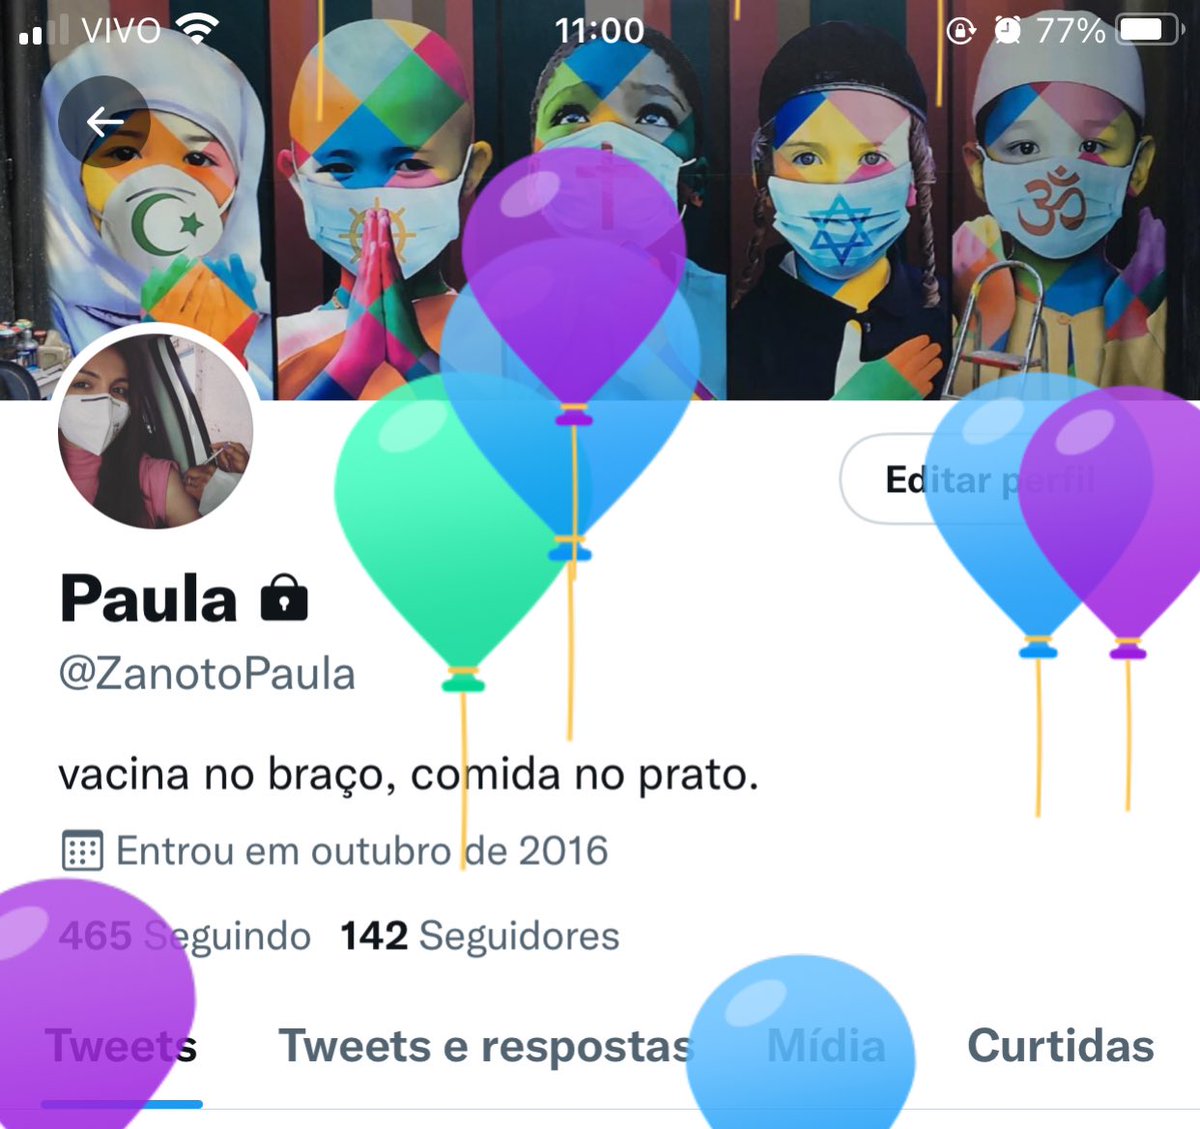 VIVO 11:00 77%
Editar perfil
Paula
@ZanotoPaula
vacina no braço, comida no prato.
Entrou em outubro de 2016
465 Seguindo 142 Seguidores
Tweets Tweets e respostas Mídia Curtidas